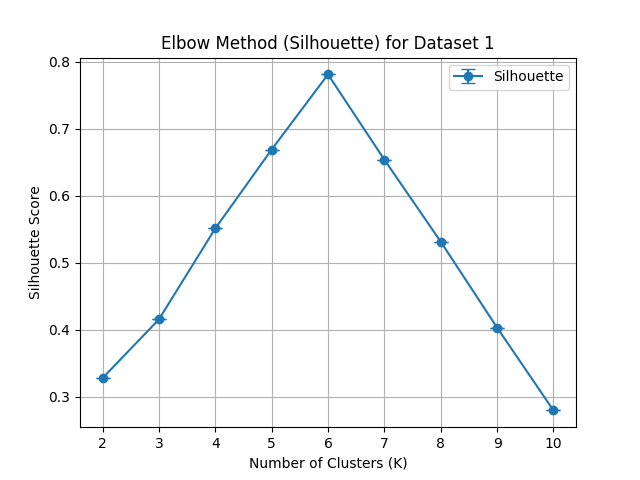 Elbow Method (Silhouette) for Dataset 1
Silhouette
Silhouette Score
0.8
0.7
0.6
0.5
0.4
0.3
2 3 4 5 6 7 8 9 10
Number of Clusters (K)